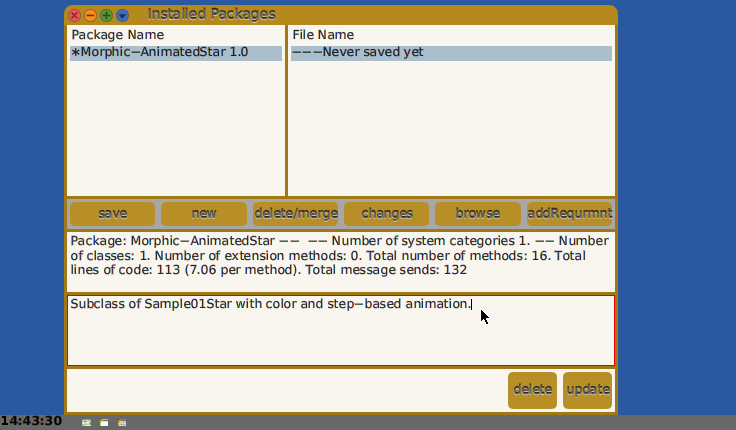 Installed Packages
Package Name
File Name
*Morphic−AnimatedStar 1.0
−−−Never saved yet
save
new
delete/merge
changes
browse
addRequrmnt
Package: Morphic−AnimatedStar −−  −− Number of system categories 1. −− Number
of classes: 1. Number of extension methods: 0. Total number of methods: 16. Total
lines of code: 113 (7.06 per method). Total message sends: 132
Subclass of Sample01Star with color and step−based animation.
delete
update
14:43:30